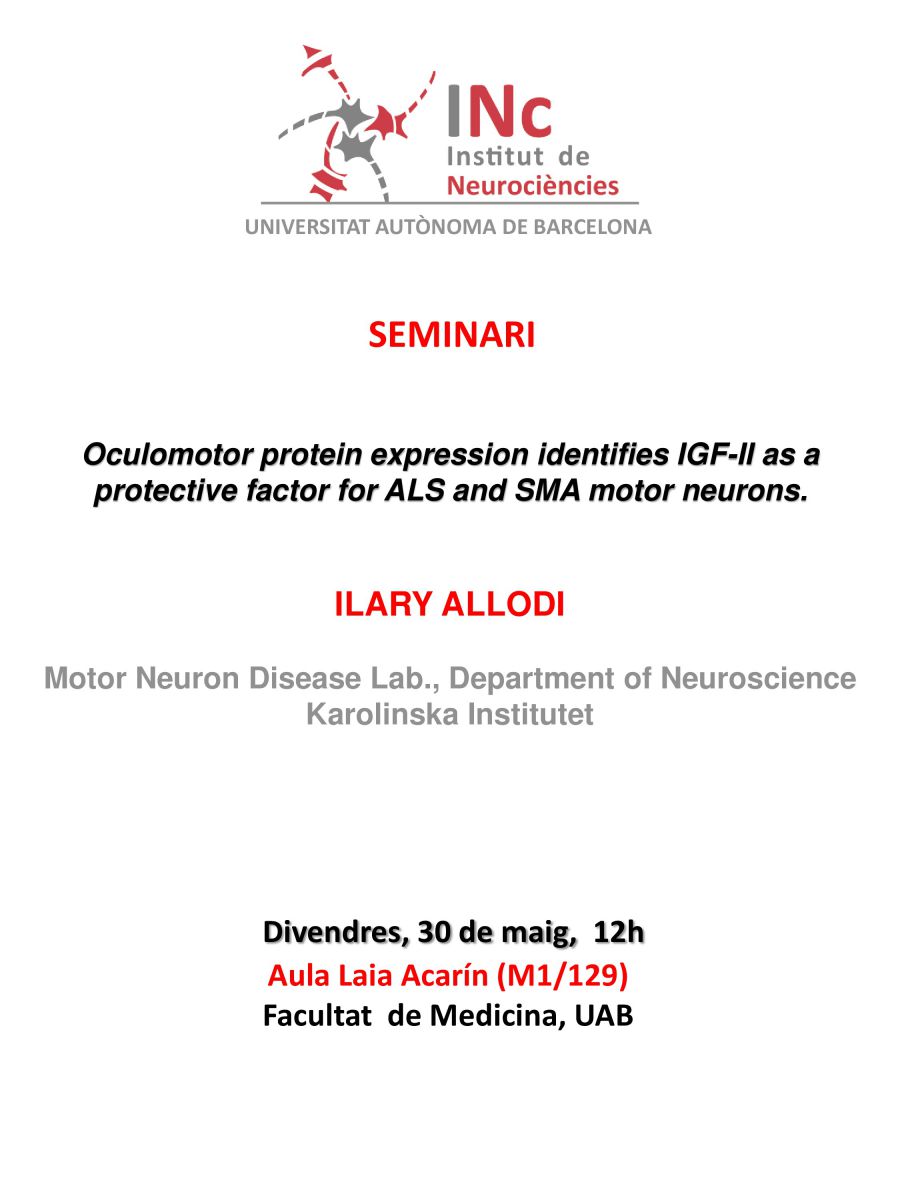 INc
Institut de
Neurociències
UNIVERSITAT AUTÒNOMA DE BARCELONA
SEMINARI
Oculomotor protein expression identifies IGF-II as a
protective factor for ALS and SMA motor neurons.
ILARY ALLODI
Motor Neuron Disease Lab., Department of Neuroscience
Karolinska Institutet
Divendres, 30 de maig, 12h
Aula Laia Acarín (M1/129)
Facultat de Medicina, UAB